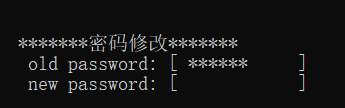 *******密码修改*******
old password: [ ****** ]
new password: [ ]